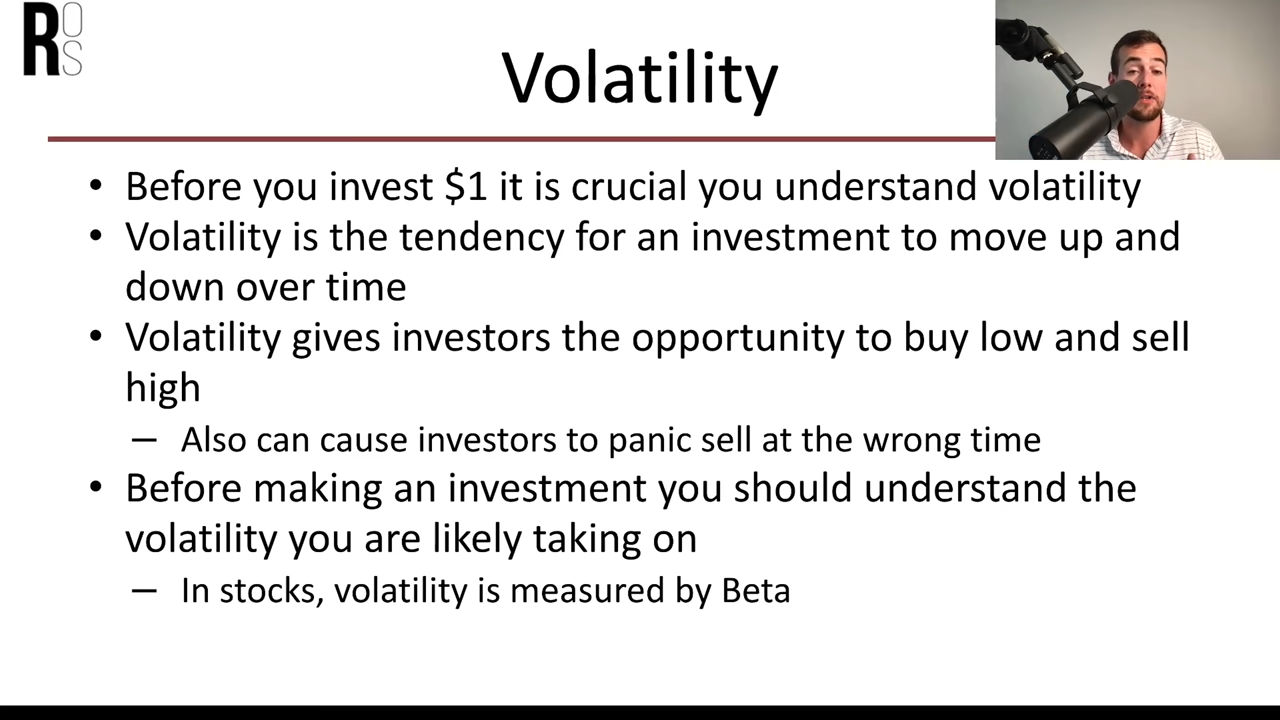 ROS
Volatility
• Before you invest $1 it is crucial you understand volatility
• Volatility is the tendency for an investment to move up and
down over time
• Volatility gives investors the opportunity to buy low and sell
high
— Also can cause investors to panic sell at the wrong time
• Before making an investment you should understand the
volatility you are likely taking on
— In stocks, volatility is measured by Beta